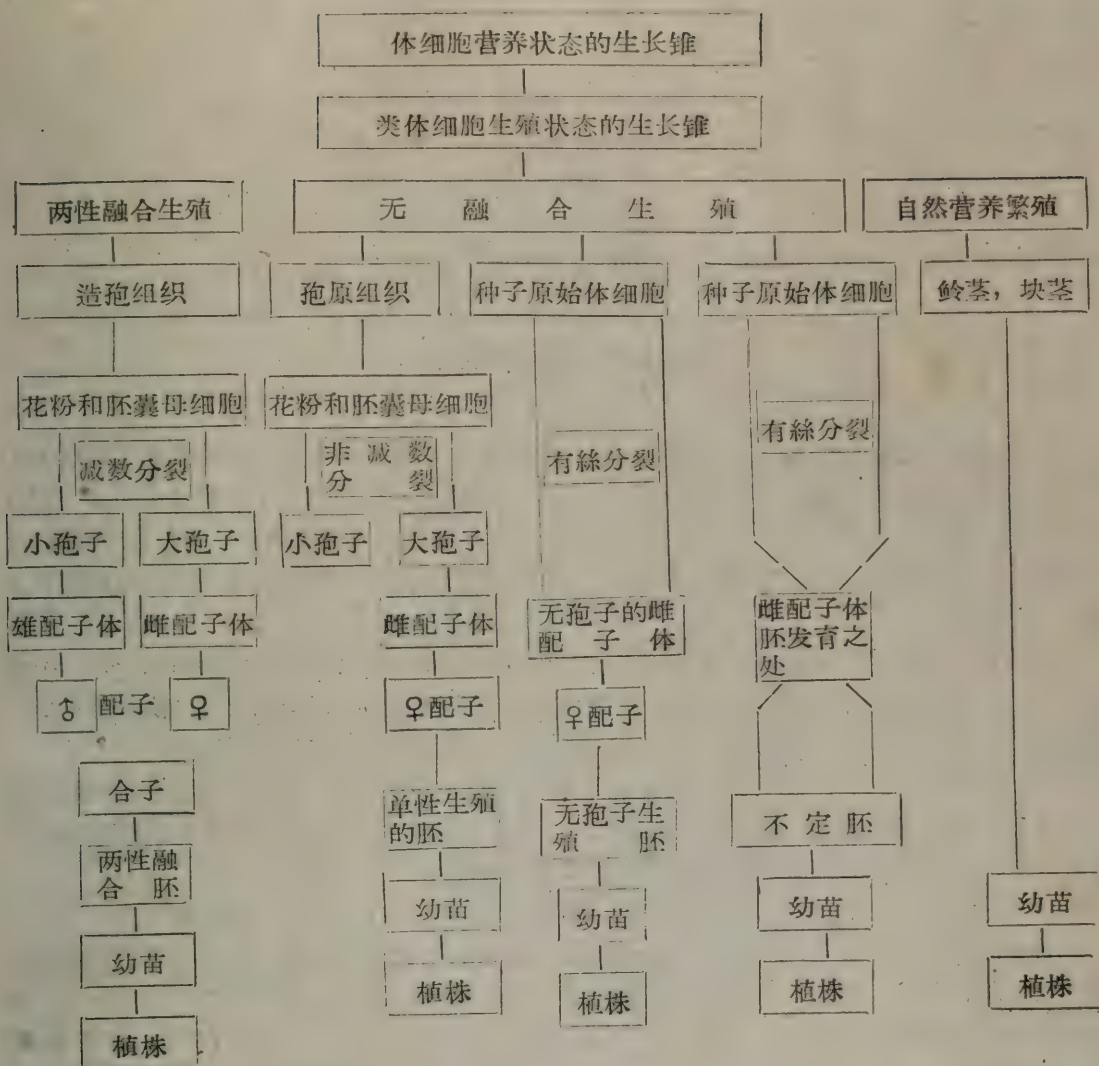 体细胞营养状态的生长锥
类体细胞生殖状态的生长锥
两性融合生殖
无融合生殖
自然营养繁殖
造孢组织
孢原组织
种子原始体细胞
种子原始体细胞
鳞茎，块茎
花粉和胚囊母细胞
花粉和胚囊母细胞
减数分裂
非减数
分裂
有絲分裂
有絲分裂
小孢子
大孢子
小孢子
大孢子
雄配子体
雌配子体
雌配子体
无孢子的雌
配子体
雌配子体
胚发育之
处
♂ 配子 ♀
♀配子
♀配子
合子
单性生殖
的胚
无孢子生
殖胚
不定胚
两性融
合胚
幼苗
幼苗
幼苗
幼苗
幼苗
植株
植株
植株
植株
植株